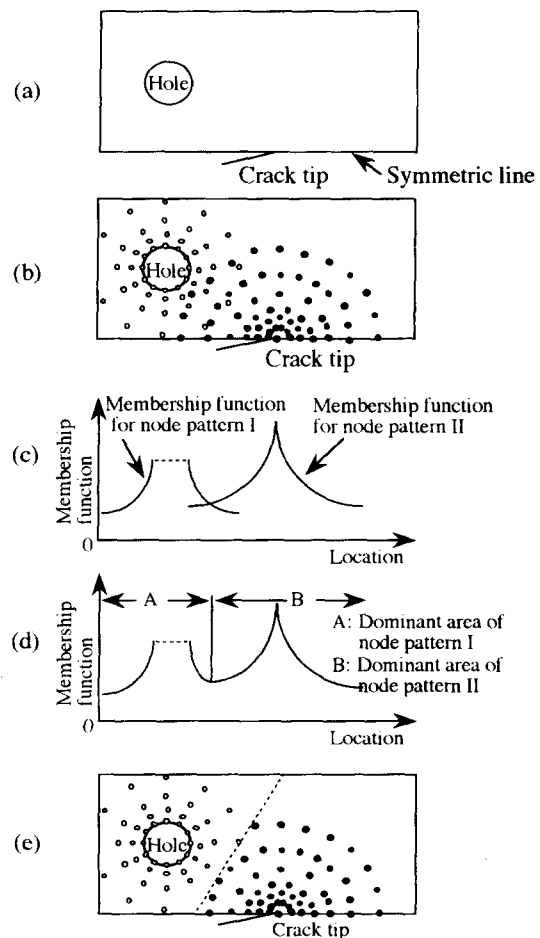 (a)
Hole
Crack tip
Symmetric line
(b)
Hole
Crack tip
(c)
Membership
function
Membership function
for node pattern I
Membership function
for node pattern II
0
Location
(d)
Membership
function
A
B
A: Dominant area of
node pattern I
B: Dominant area of
node pattern II
0
Location
(e)
Hole
Crack tip